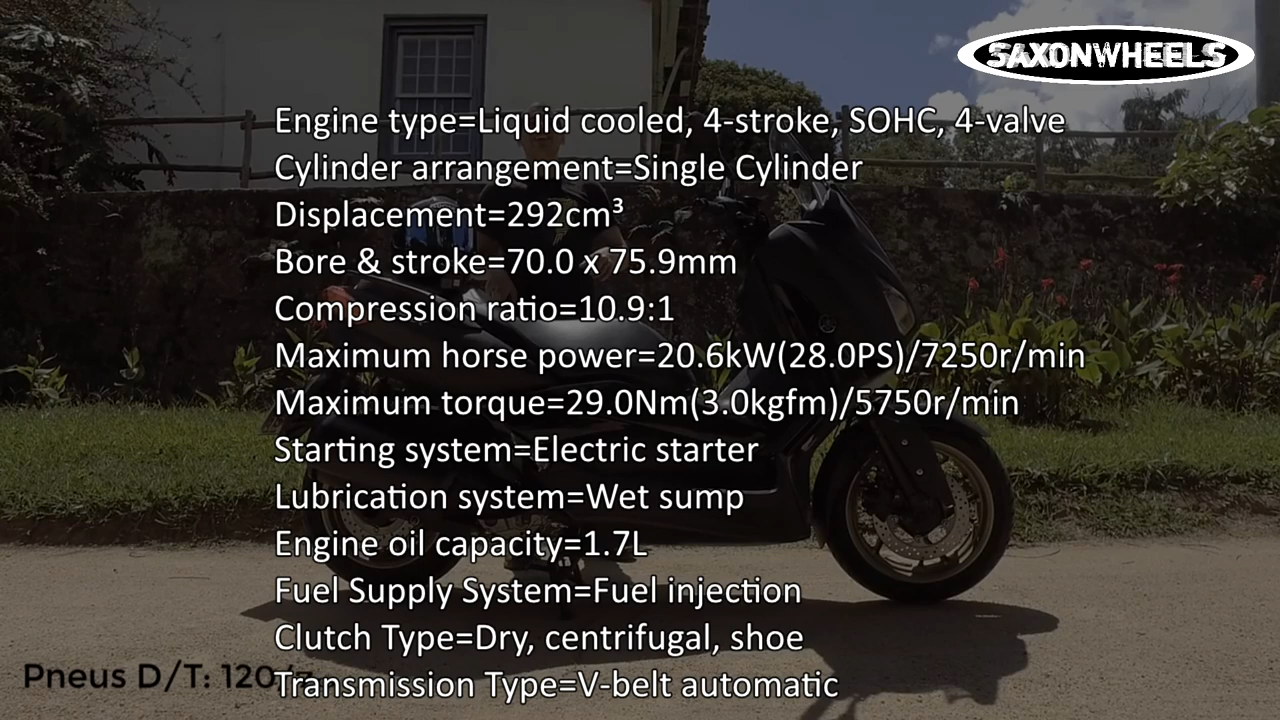 SAXONWHEELS
Engine type=Liquid cooled, 4-stroke, SOHC, 4-valve
Cylinder arrangement=Single Cylinder
Displacement=292cm³
Bore & stroke=70.0 x 75.9mm
Compression ratio=10.9:1
Maximum horse power=20.6kW(28.0PS)/7250r/min
Maximum torque=29.0Nm(3.0kgfm)/5750r/min
Starting system=Electric starter
Lubrication system=Wet sump
Engine oil capacity=1.7L
Fuel Supply System=Fuel injection
Clutch Type=Dry, centrifugal, shoe
Pneus D/T: 120/
Transmission Type=V-belt automatic